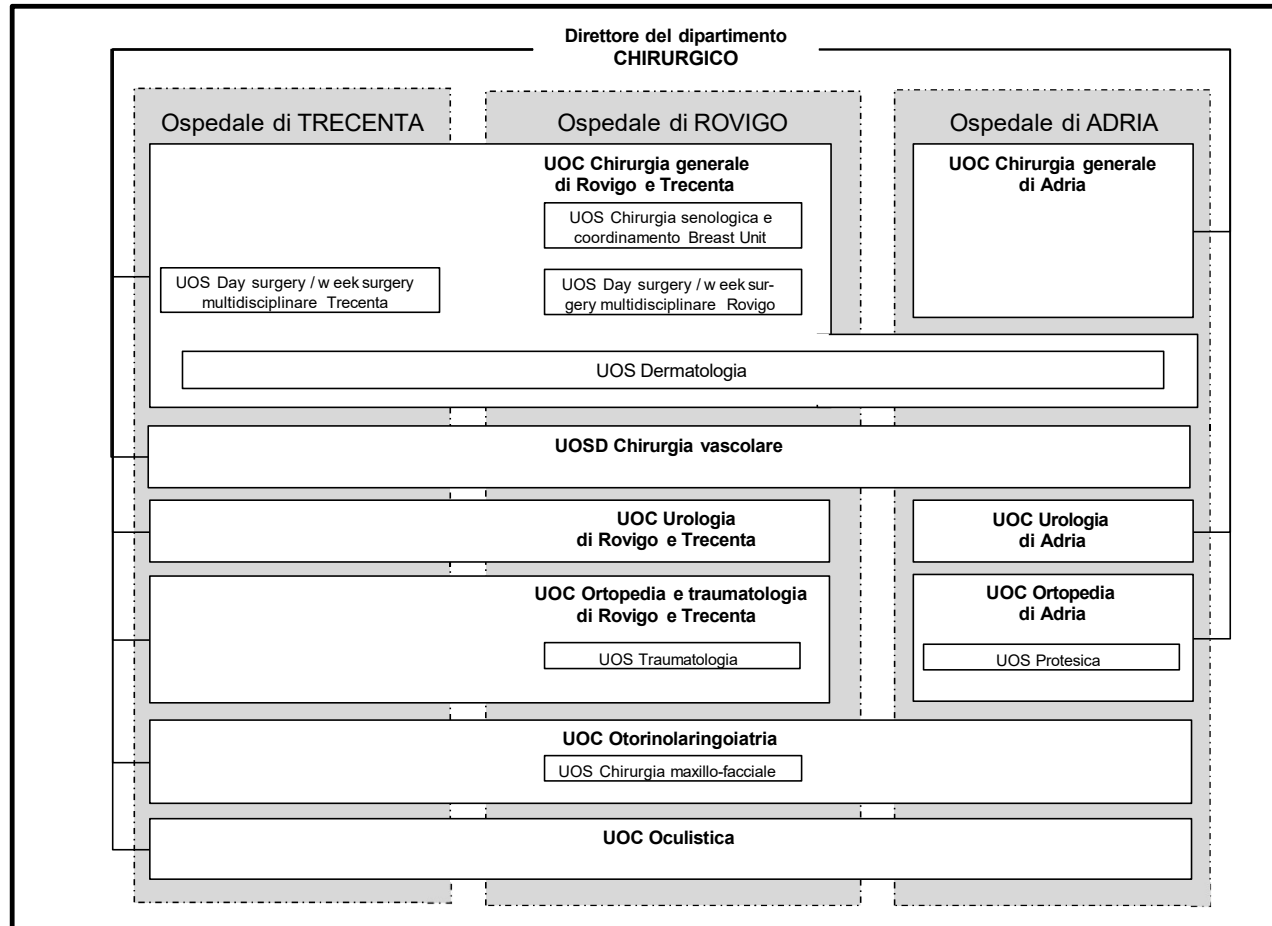 Direttore del dipartimento
CHIRURGICO
Ospedale di TRECENTA
Ospedale di ROVIGO
Ospedale di ADRIA
UOC Chirurgia generale
di Rovigo e Trecenta
UOC Chirurgia generale
di Adria
UOS Chirurgia senologica e
coordinamento Breast Unit
UOS Day surgery / week surgery
multidisciplinare Trecenta
UOS Day surgery / week sur-
gery multidisciplinare Rovigo
UOS Dermatologia
UOSD Chirurgia vascolare
UOC Urologia
di Rovigo e Trecenta
UOC Urologia
di Adria
UOC Ortopedia e traumatologia
di Rovigo e Trecenta
UOS Traumatologia
UOC Ortopedia
di Adria
UOS Protesica
UOC Otorinolaringoiatria
UOS Chirurgia maxillo-facciale
UOC Oculistica